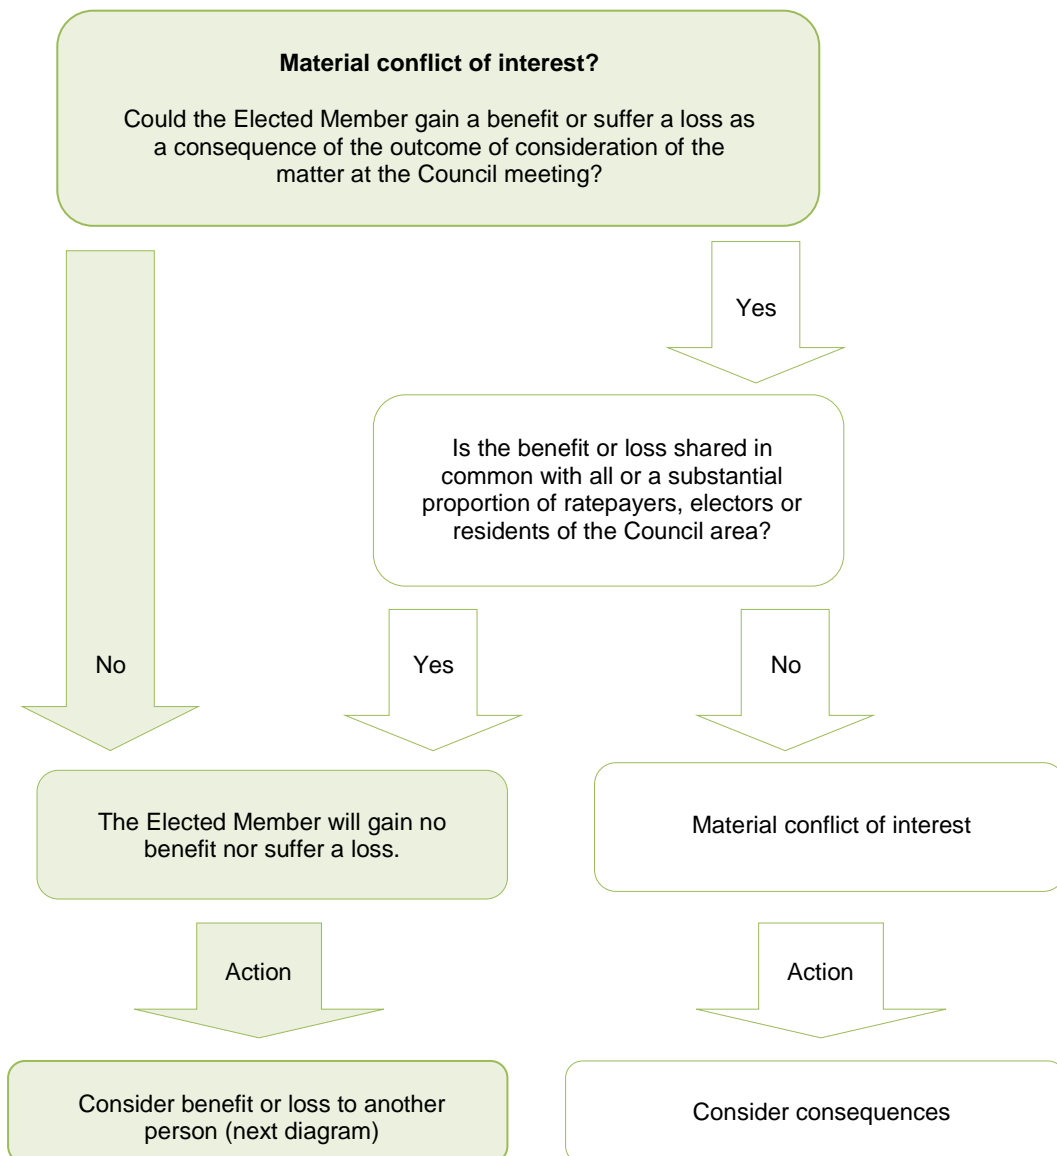 Material conflict of interest?
Could the Elected Member gain a benefit or suffer a loss as
a consequence of the outcome of consideration of the
matter at the Council meeting?
Yes
Is the benefit or loss shared in
common with all or a substantial
proportion of ratepayers, electors or
residents of the Council area?
No
Yes
No
The Elected Member will gain no
benefit nor suffer a loss.
Material conflict of interest
Action
Action
Consider benefit or loss to another
person (next diagram)
Consider consequences